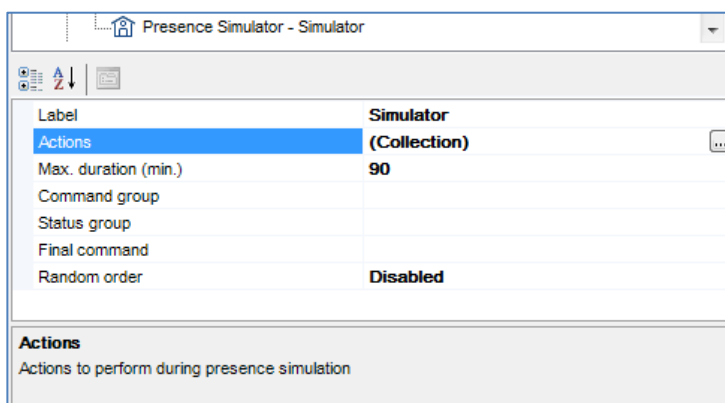 Presence Simulator - Simulator
A
Z
Label Simulator
Actions (Collection) ...
Max. duration (min.) 90
Command group
Status group
Final command
Random order Disabled
Actions
Actions to perform during presence simulation